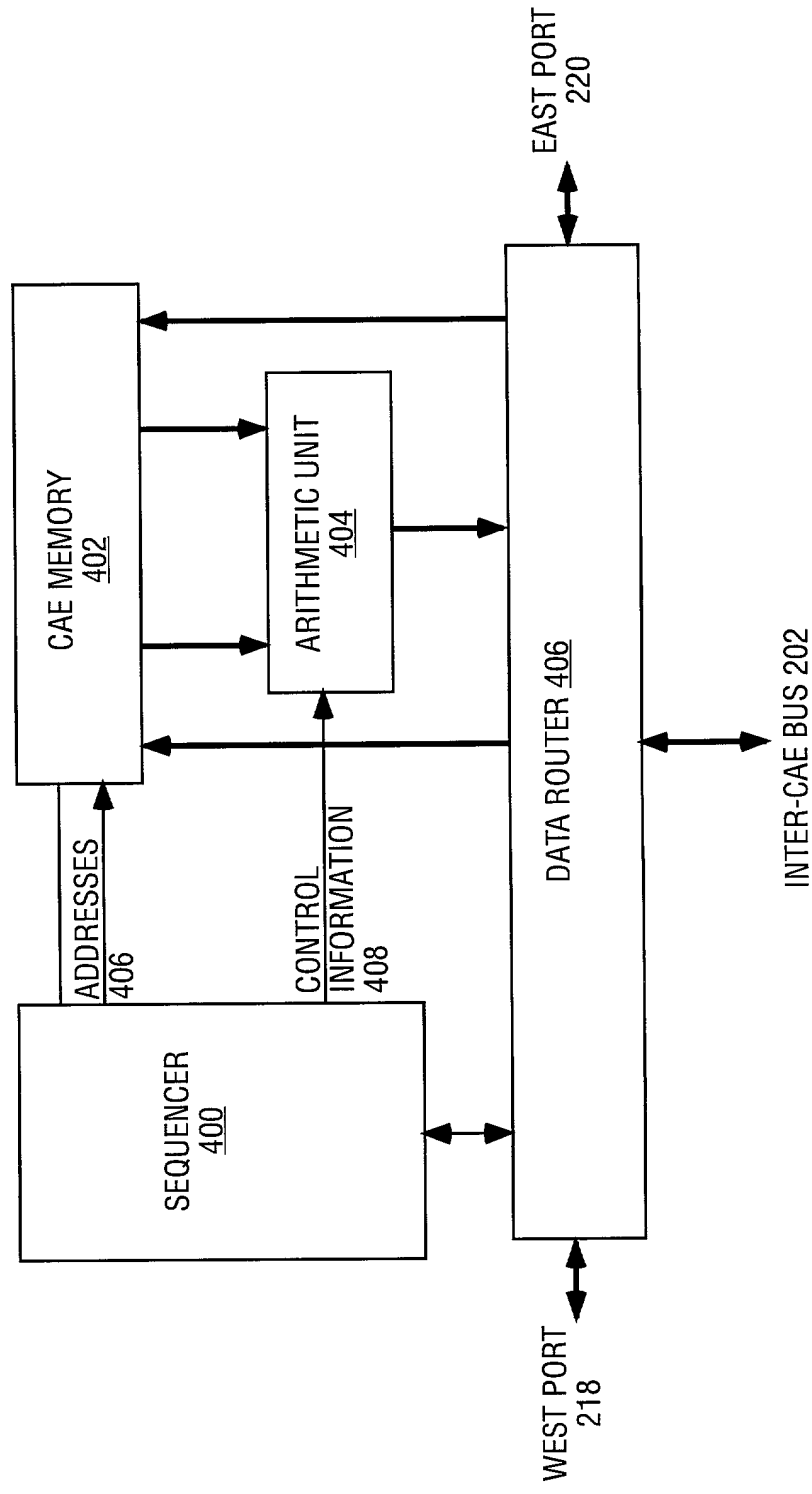 SEQUENCER
400
ADDRESSES
406
CONTROL
INFORMATION
408
CAE MEMORY
402
ARITHMETIC UNIT
404
DATA ROUTER 406
WEST PORT
218
EAST PORT
220
INTER-CAE BUS 202